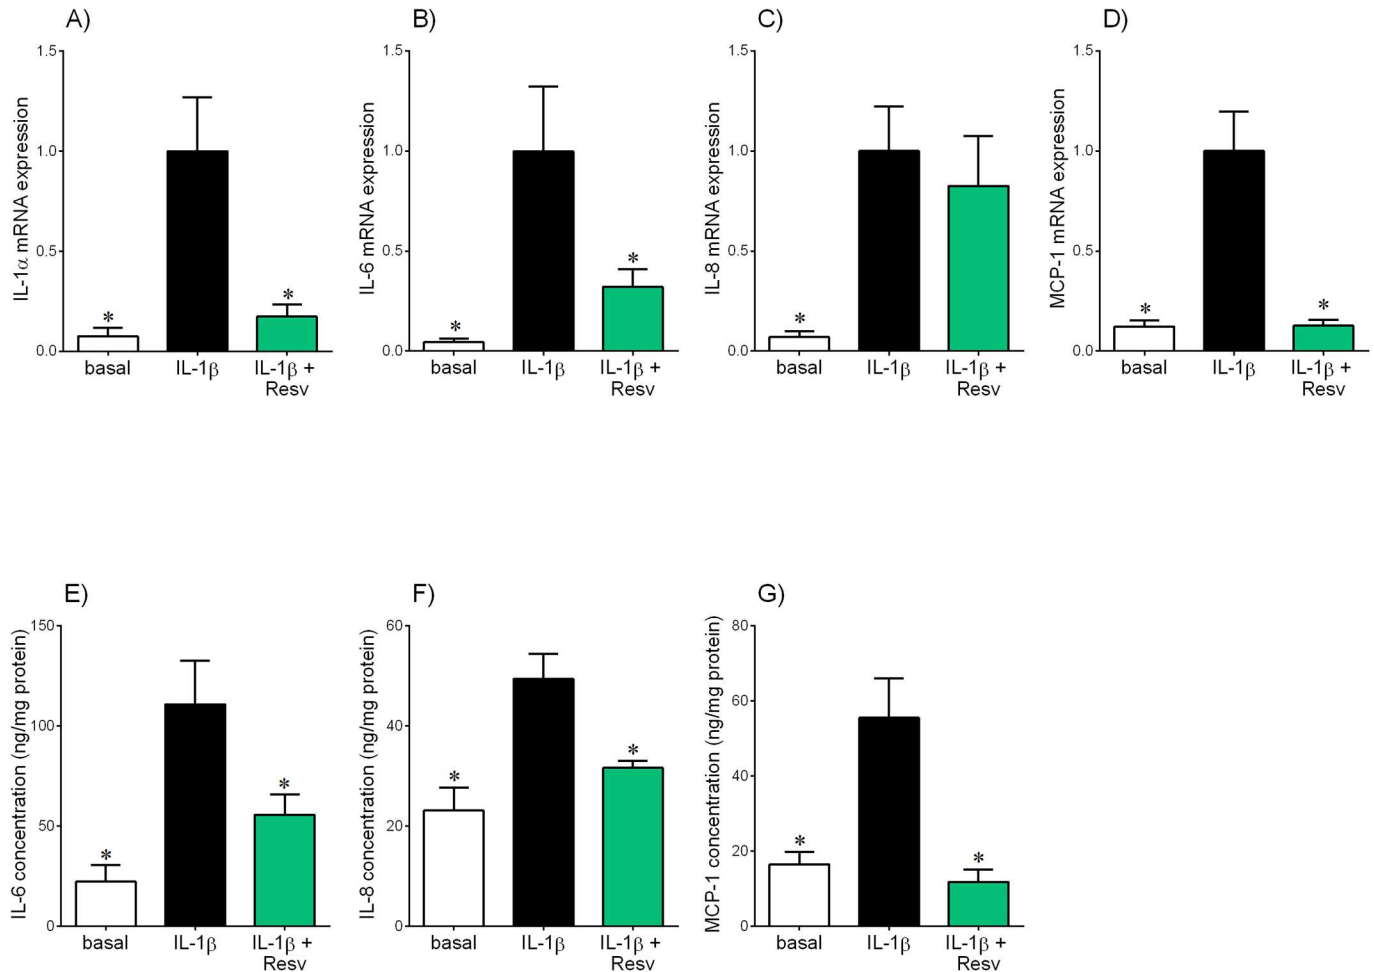 A)
IL-1α mRNA expression
1.5
1.0
0.5
0.0
*
*
basal
IL-1β
IL-1β +
Resv
B)
IL-6 mRNA expression
1.5
1.0
0.5
0.0
*
*
basal
IL-1β
IL-1β +
Resv
C)
IL-8 mRNA expression
1.5
1.0
0.5
0.0
*
basal
IL-1β
IL-1β +
Resv
D)
MCP-1 mRNA expression
1.5
1.0
0.5
0.0
*
*
basal
IL-1β
IL-1β +
Resv
E)
IL-6 concentration (ng/mg protein)
150
100
50
0
*
*
basal
IL-1β
IL-1β +
Resv
F)
IL-8 concentration (ng/mg protein)
60
40
20
0
*
*
basal
IL-1β
IL-1β +
Resv
G)
MCP-1 concentration (ng/mg protein)
80
60
40
20
0
*
*
basal
IL-1β
IL-1β +
Resv